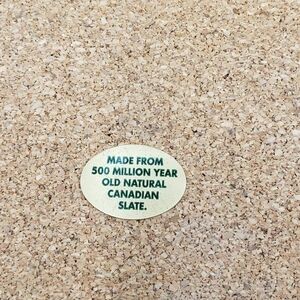 MADE FROM
500 MILLION YEAR
OLD NATURAL
CANADIAN
SLATE.